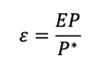 ε = EP / P*